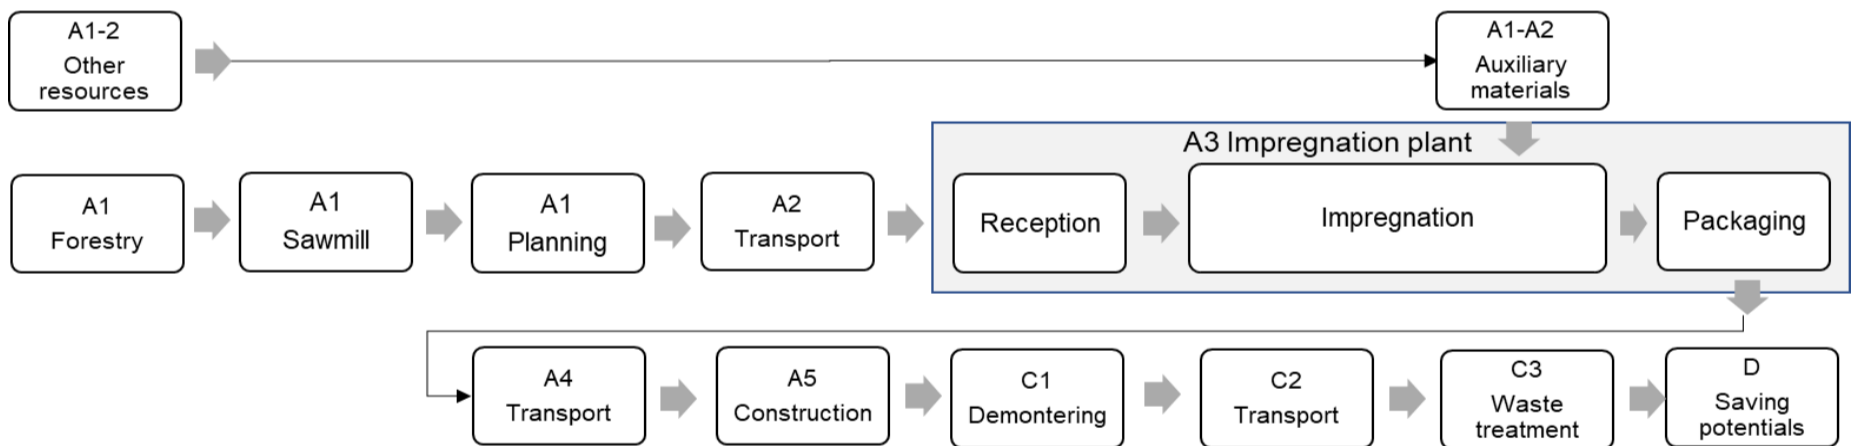 A1-2
Other
resources
A1-A2
Auxiliary
materials
A3 Impregnation plant
A1
Forestry
A1
Sawmill
A1
Planning
A2
Transport
Reception
Impregnation
Packaging
A4
Transport
A5
Construction
C1
Demontering
C2
Transport
C3
Waste
treatment
D
Saving
potentials